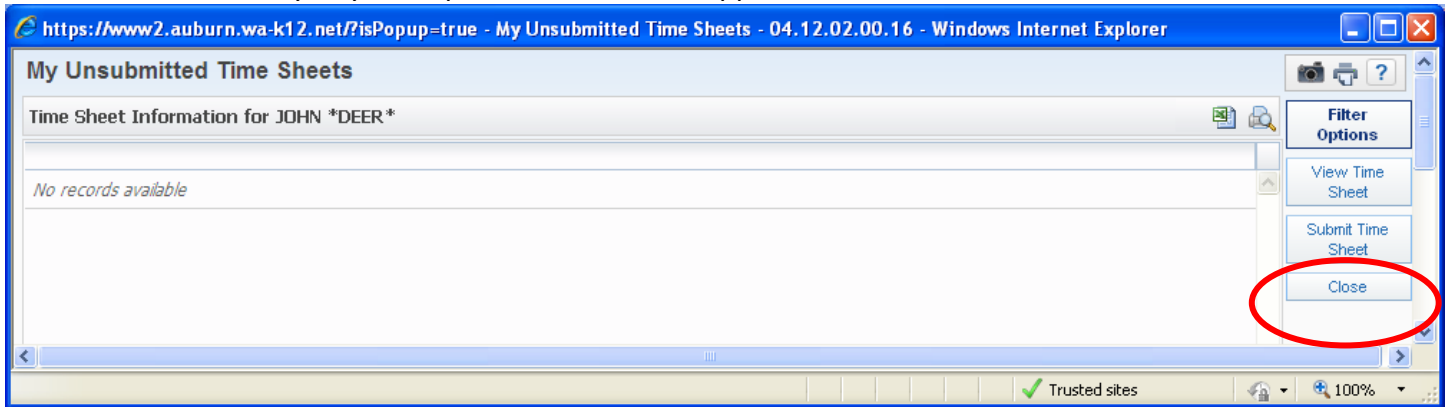 https://www2.auburn.wa-k12.net/?isPopup=true - My Unsubmitted Time Sheets - 04.12.02.00.16 - Windows Internet Explorer
My Unsubmitted Time Sheets
?
Time Sheet Information for JOHN *DEER*
Filter
Options
No records available
View Time
Sheet
Submit Time
Sheet
Close
Trusted sites
100%